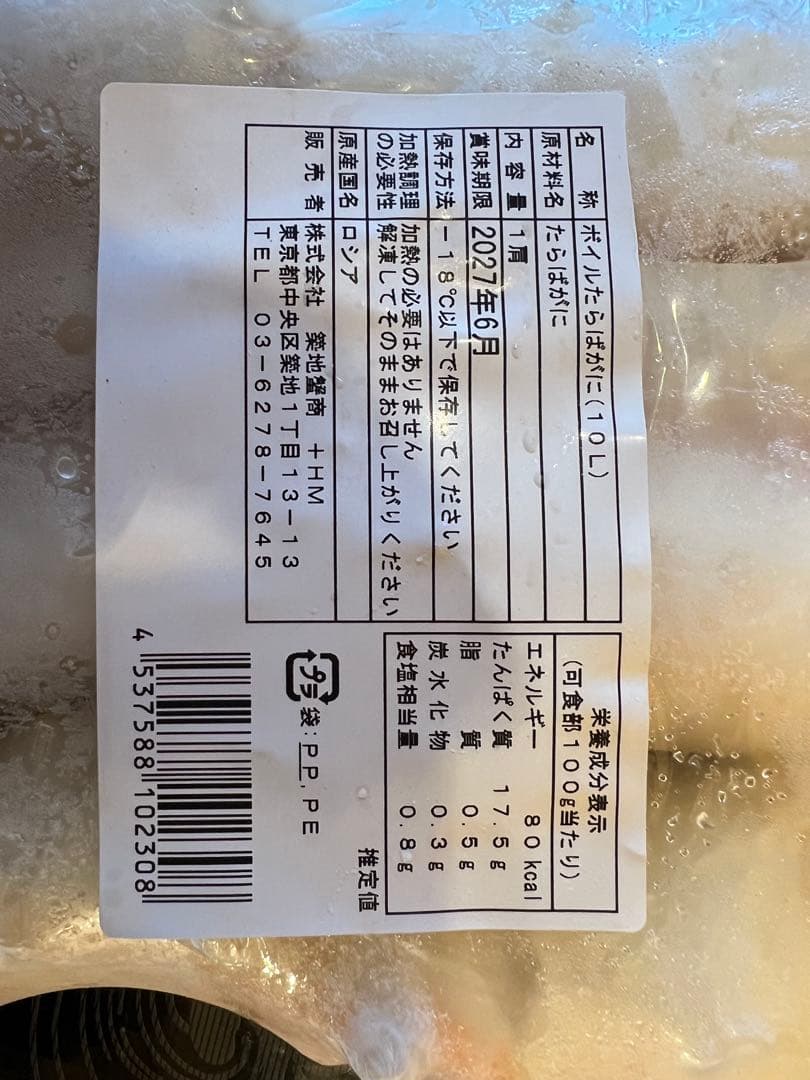 名　称 ボイルたらばがに(10L)
原材料名 たらばがに
内 容 量 1肩
賞味期限 2027年6月
保存方法 -18℃以下で保存してください
加熱調理の必要性 加熱の必要はありません
解凍してそのままお召し上がりください
原産国名 ロシア
販 売 者 株式会社　築地蟹商　+HM
東京都中央区築地1丁目13-13
TEL 03-6278-7645
栄養成分表示
(可食部100g当たり)
エネルギー 80kcal
たんぱく質 17.5g
脂　質 0.5g
炭水化物 0.3g
食塩相当量 0.8g
推定値
プラ 袋:PP,PE
4 537588 102308